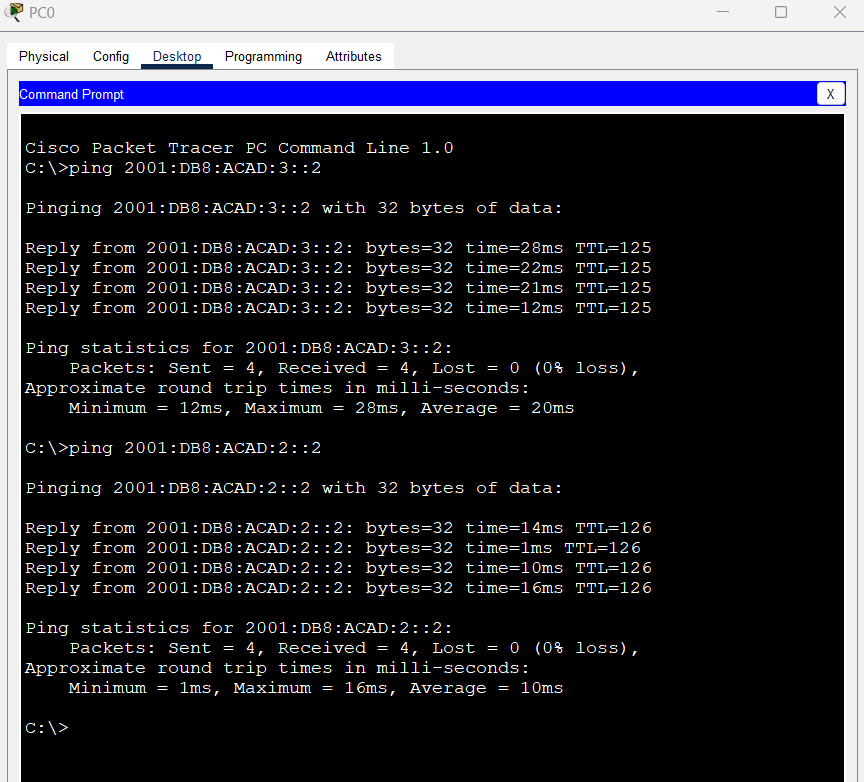 PC0
Physical Config Desktop Programming Attributes
Command Prompt X
Cisco Packet Tracer PC Command Line 1.0
C:\>ping 2001:DB8:ACAD:3::2
Pinging 2001:DB8:ACAD:3::2 with 32 bytes of data:
Reply from 2001:DB8:ACAD:3::2: bytes=32 time=28ms TTL=125
Reply from 2001:DB8:ACAD:3::2: bytes=32 time=22ms TTL=125
Reply from 2001:DB8:ACAD:3::2: bytes=32 time=21ms TTL=125
Reply from 2001:DB8:ACAD:3::2: bytes=32 time=12ms TTL=125
Ping statistics for 2001:DB8:ACAD:3::2:
Packets: Sent = 4, Received = 4, Lost = 0 (0% loss),
Approximate round trip times in milli-seconds:
Minimum = 12ms, Maximum = 28ms, Average = 20ms
C:\>ping 2001:DB8:ACAD:2::2
Pinging 2001:DB8:ACAD:2::2 with 32 bytes of data:
Reply from 2001:DB8:ACAD:2::2: bytes=32 time=14ms TTL=126
Reply from 2001:DB8:ACAD:2::2: bytes=32 time=1ms TTL=126
Reply from 2001:DB8:ACAD:2::2: bytes=32 time=10ms TTL=126
Reply from 2001:DB8:ACAD:2::2: bytes=32 time=16ms TTL=126
Ping statistics for 2001:DB8:ACAD:2::2:
Packets: Sent = 4, Received = 4, Lost = 0 (0% loss),
Approximate round trip times in milli-seconds:
Minimum = 1ms, Maximum = 16ms, Average = 10ms
C:\>